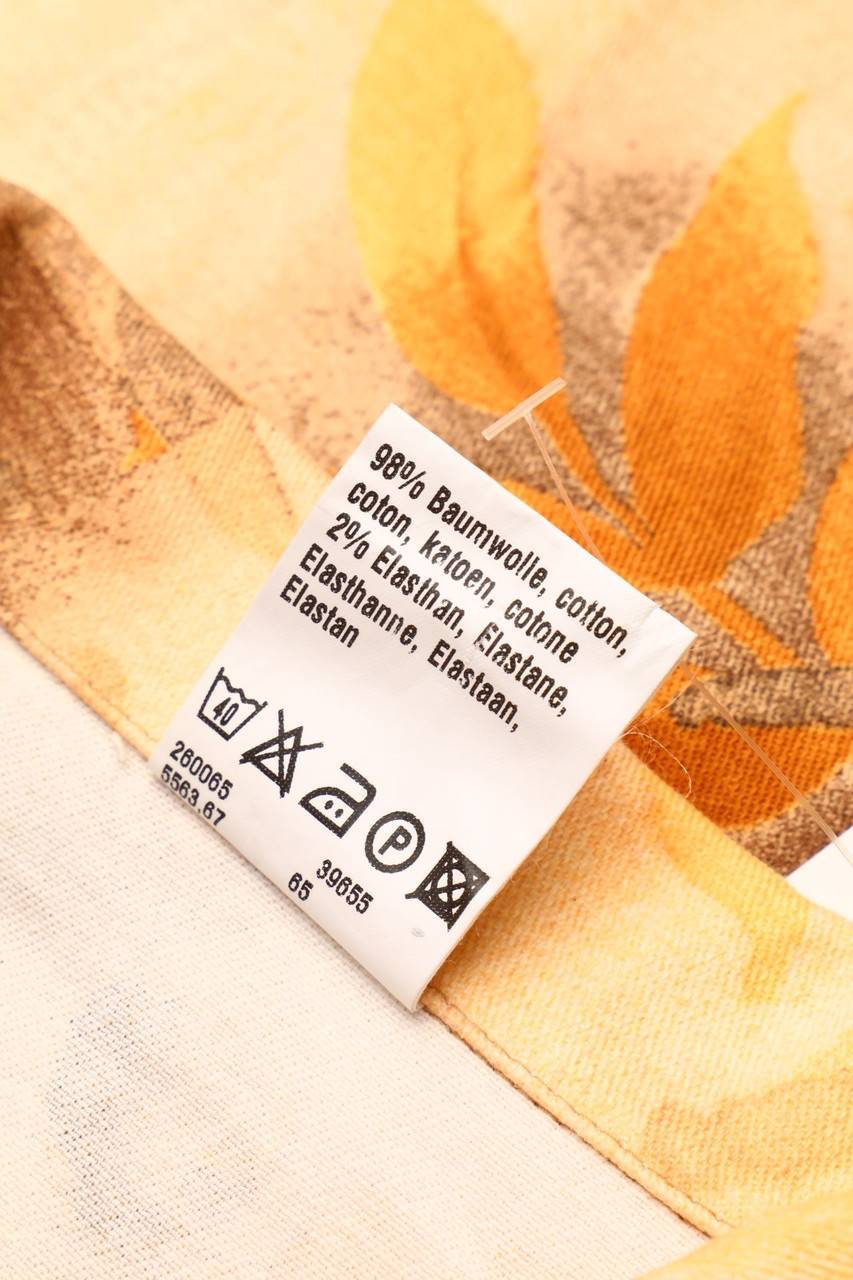 98% Baumwolle, cotton,
coton, katoen, cotone
2% Elasthan, Elastane,
Elasthanne, Elastaan,
Elastan
40
P
260065
5563.67
39655
65